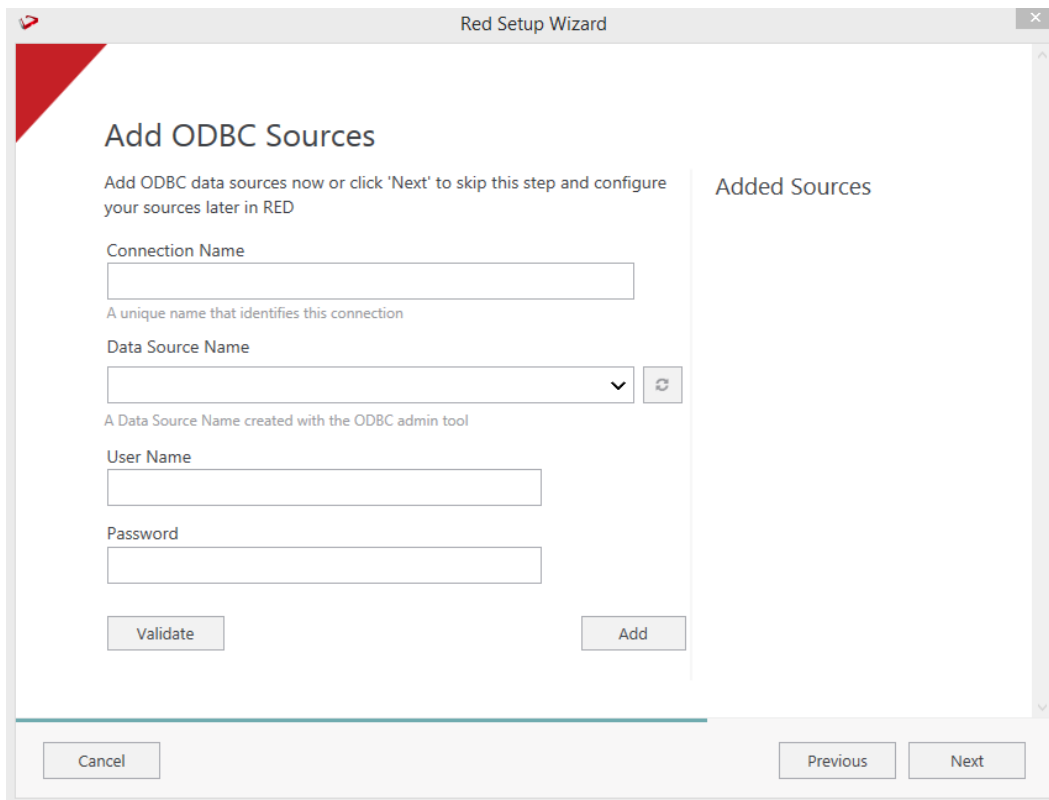 Red Setup Wizard
Add ODBC Sources
Add ODBC data sources now or click 'Next' to skip this step and configure
your sources later in RED
Added Sources
Connection Name
A unique name that identifies this connection
Data Source Name
A Data Source Name created with the ODBC admin tool
User Name
Password
Validate
Add
Cancel
Previous
Next